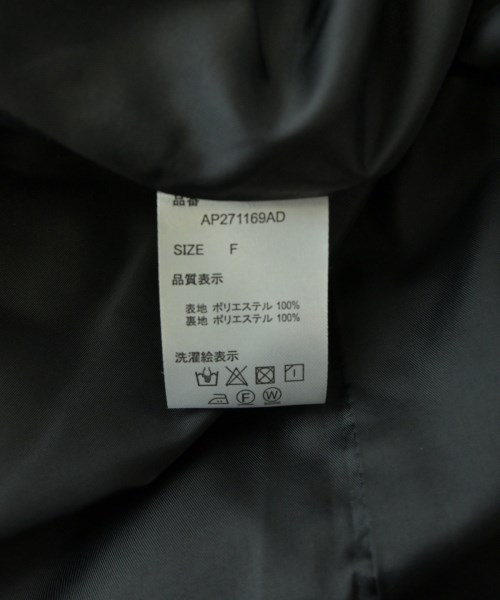 品番
AP271169AD
SIZE F
品質表示
表地 ポリエステル 100%
裏地 ポリエステル 100%
洗濯絵表示
F W